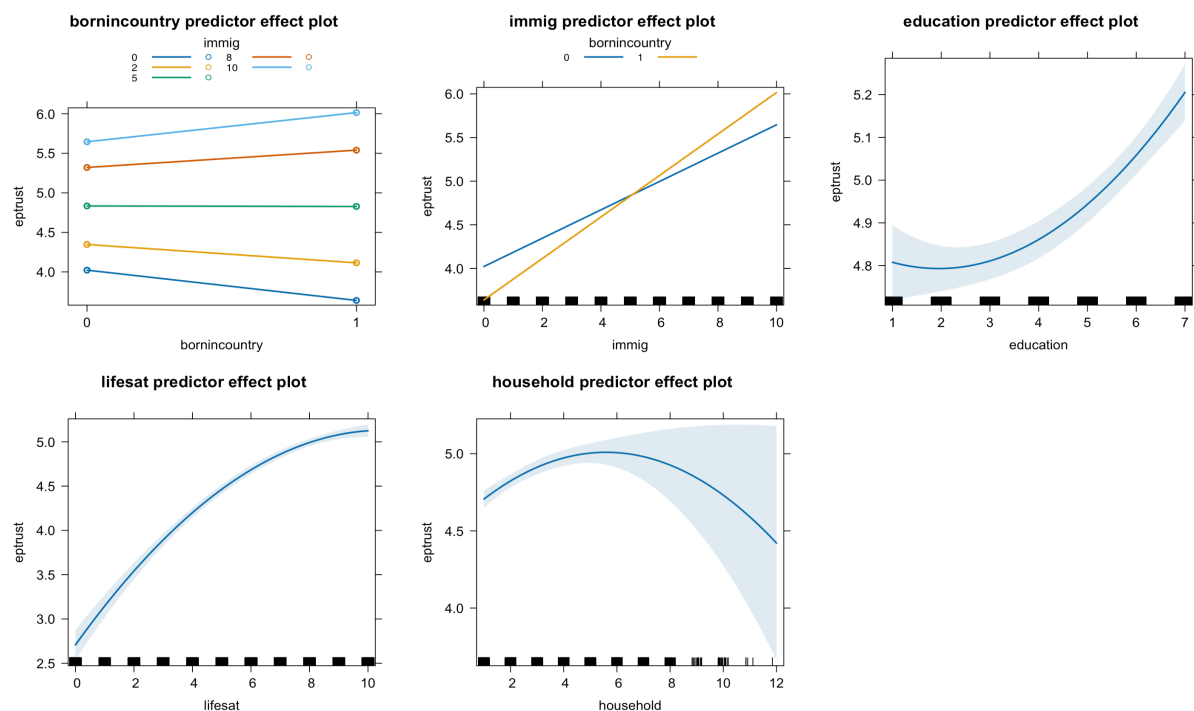 bornincountry predictor effect plot
immig
0 8
2 10
5
6.0
5.5
5.0
4.5
4.0
eptrust
0 1
bornincountry
immig predictor effect plot
bornincountry
0 1
6.0
5.5
5.0
4.5
4.0
eptrust
0 2 4 6 8 10
immig
education predictor effect plot
5.2
5.1
5.0
4.9
4.8
eptrust
1 2 3 4 5 6 7
education
lifesat predictor effect plot
5.0
4.5
4.0
3.5
3.0
2.5
eptrust
0 2 4 6 8 10
lifesat
household predictor effect plot
5.0
4.5
4.0
eptrust
2 4 6 8 10 12
household